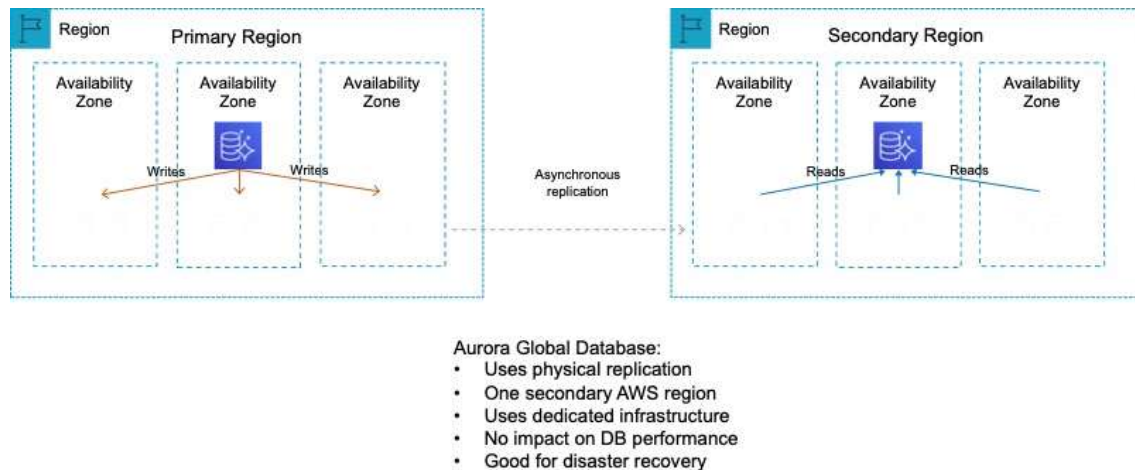 Region
Primary Region
Availability
Zone
Availability
Zone
Availability
Zone
Writes
Writes
Asynchronous
replication
Region
Secondary Region
Availability
Zone
Availability
Zone
Availability
Zone
Reads
Reads
Aurora Global Database:
• Uses physical replication
• One secondary AWS region
• Uses dedicated infrastructure
• No impact on DB performance
• Good for disaster recovery